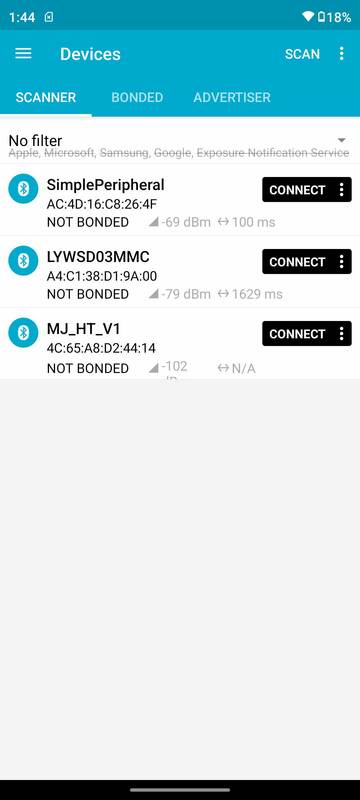 1:44 18%
Devices SCAN
SCANNER BONDED ADVERTISER
No filter
Apple, Microsoft, Samsung, Google, Exposure Notification Service
SimplePeripheral CONNECT
AC:4D:16:C8:26:4F
NOT BONDED -69 dBm 100 ms
LYWSD03MMC CONNECT
A4:C1:38:D1:9A:00
NOT BONDED -79 dBm 1629 ms
MJ_HT_V1 CONNECT
4C:65:A8:D2:44:14
NOT BONDED -102 N/A